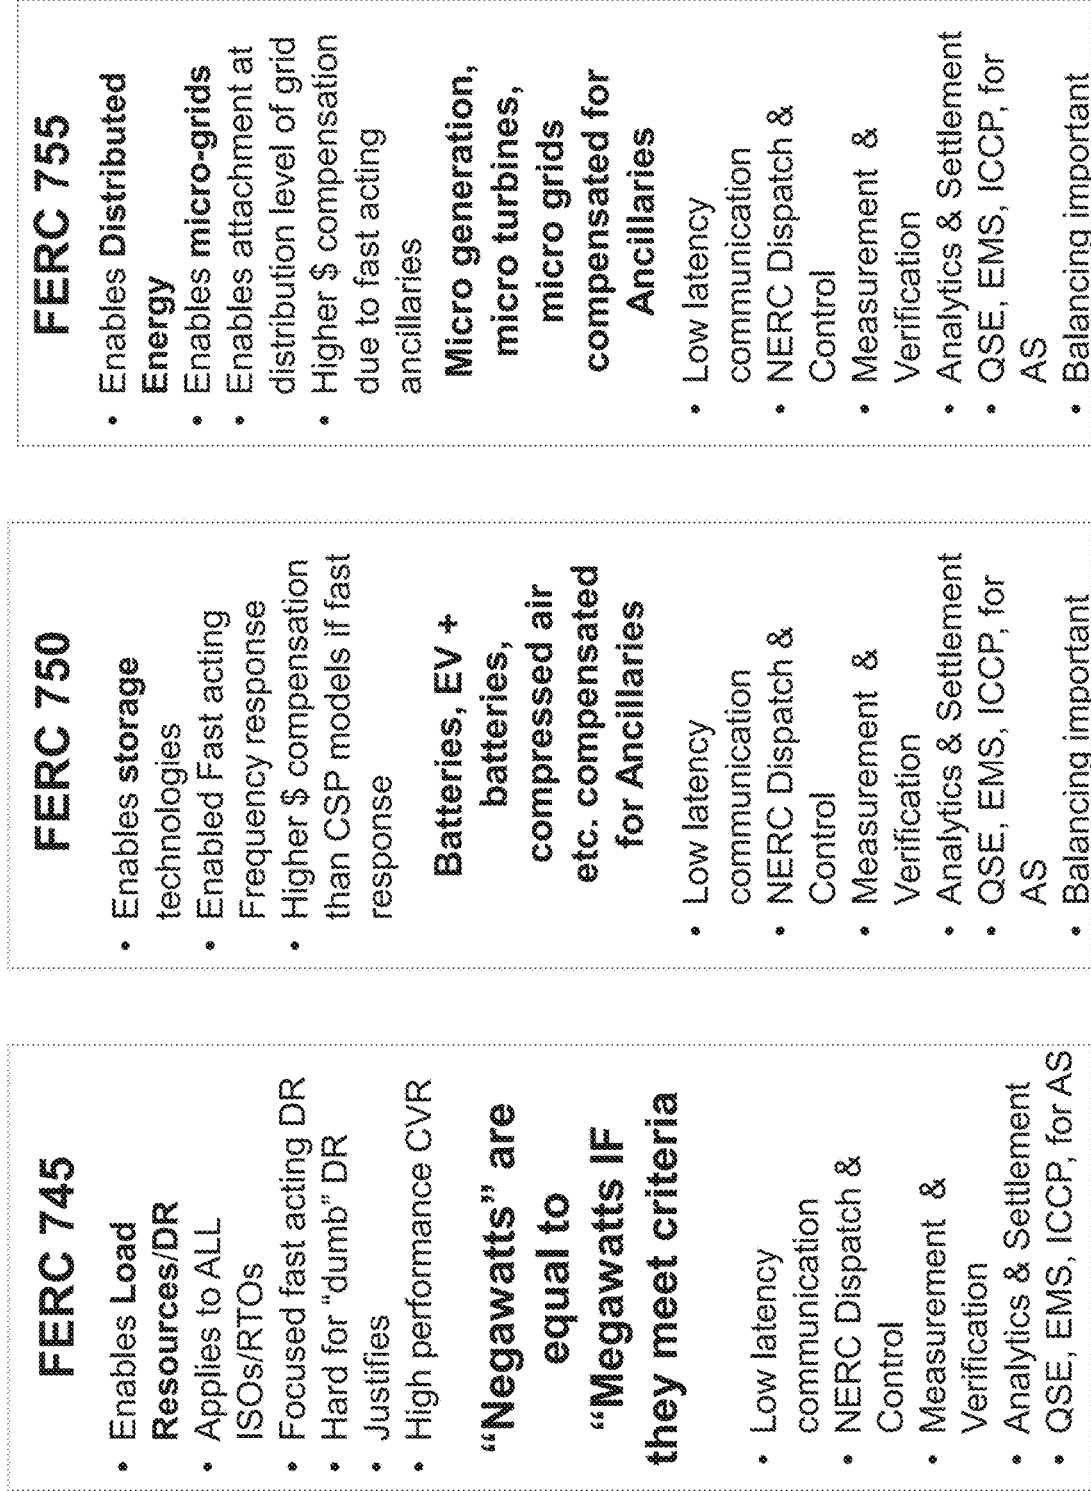 FERC 745
• Enables Load
Resources/DR
• Applies to ALL
ISOs/RTOs
• Focused fast acting DR
• Hard for “dumb” DR
• Justifies
• High performance CVR
“Negawatts” are
equal to
“Megawatts IF
they meet criteria
• Low latency
communication
• NERC Dispatch &
Control
• Measurement &
Verification
• Analytics & Settlement
• QSE, EMS, ICCP, for AS
FERC 750
• Enables storage
technologies
• Enabled Fast acting
Frequency response
• Higher $ compensation
than CSP models if fast
response
Batteries, EV +
batteries,
compressed air
etc. compensated
for Ancillaries
• Low latency
communication
• NERC Dispatch &
Control
• Measurement &
Verification
• Analytics & Settlement
• QSE, EMS, ICCP, for
AS
• Balancing important
FERC 755
• Enables Distributed
Energy
• Enables micro-grids
• Enables attachment at
distribution level of grid
• Higher $ compensation
due to fast acting
ancillaries
Micro generation,
micro turbines,
micro grids
compensated for
Ancillaries
• Low latency
communication
• NERC Dispatch &
Control
• Measurement &
Verification
• Analytics & Settlement
• QSE, EMS, ICCP, for
AS
• Balancing important